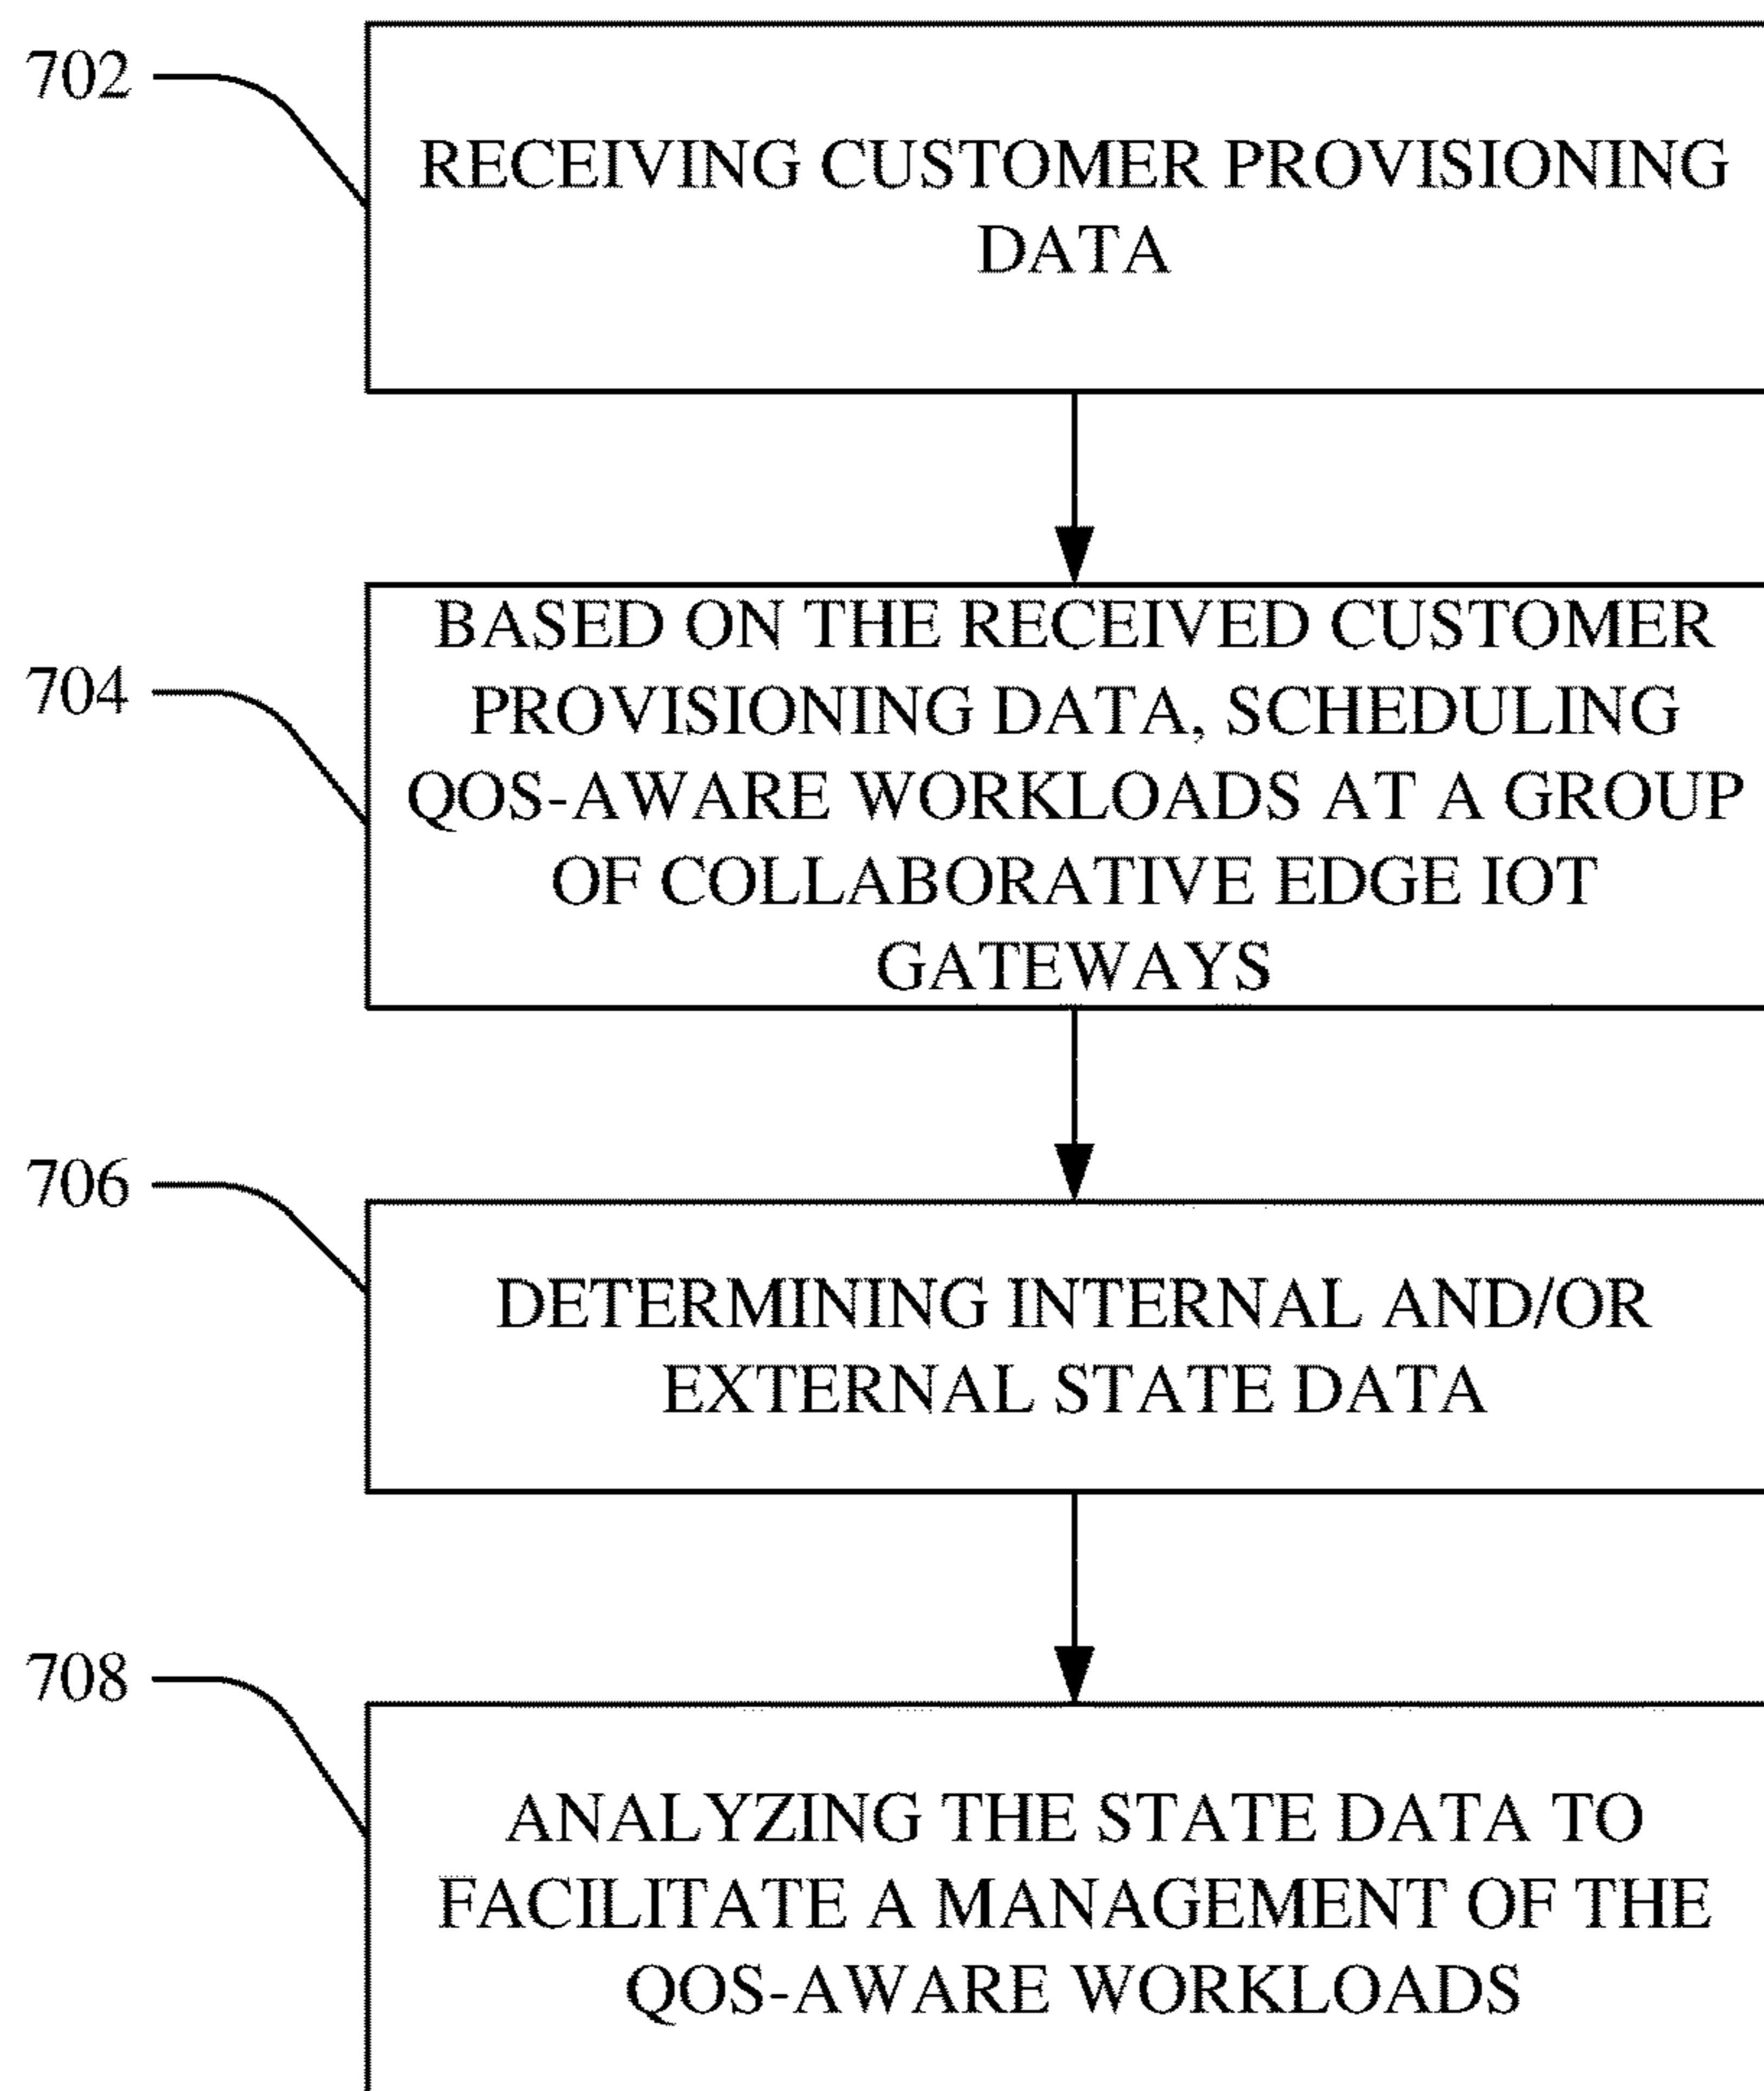 702
RECEIVING CUSTOMER PROVISIONING
DATA
704
BASED ON THE RECEIVED CUSTOMER
PROVISIONING DATA, SCHEDULING
QOS-AWARE WORKLOADS AT A GROUP
OF COLLABORATIVE EDGE IOT
GATEWAYS
706
DETERMINING INTERNAL AND/OR
EXTERNAL STATE DATA
708
ANALYZING THE STATE DATA TO
FACILITATE A MANAGEMENT OF THE
QOS-AWARE WORKLOADS